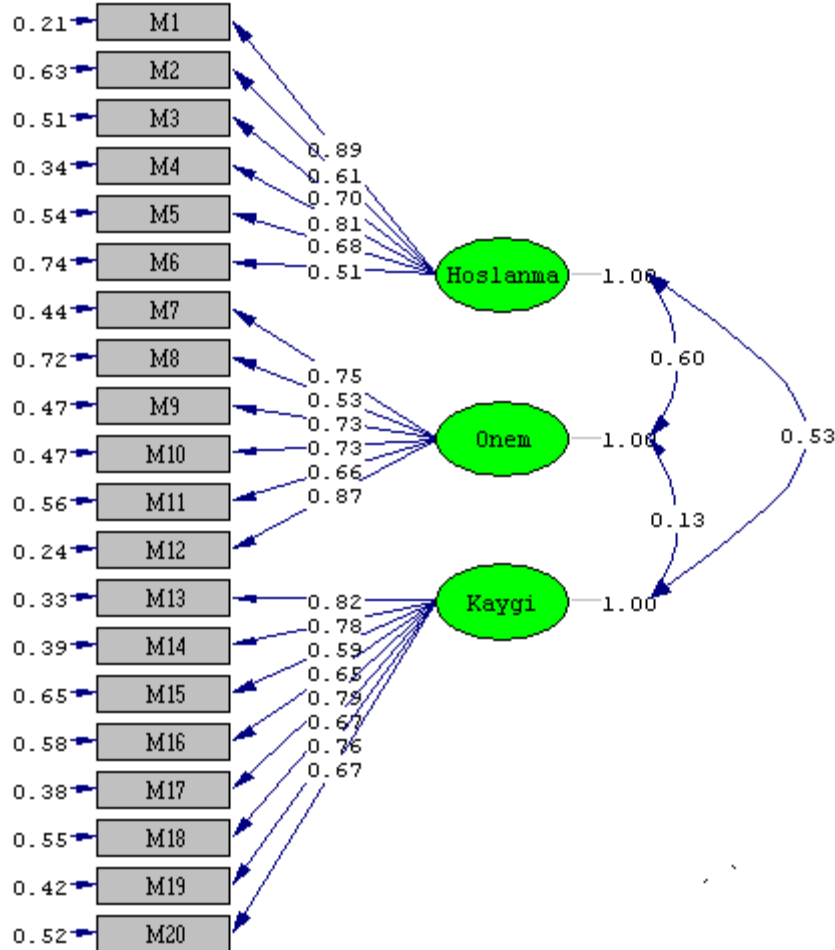 0.21 M1
0.63 M2
0.51 M3
0.34 M4
0.54 M5
0.74 M6
0.44 M7
0.72 M8
0.47 M9
0.47 M10
0.56 M11
0.24 M12
0.33 M13
0.39 M14
0.65 M15
0.58 M16
0.38 M17
0.55 M18
0.42 M19
0.52 M20
0.89
0.61
0.70
0.81
0.68
0.51
0.75
0.53
0.73
0.73
0.66
0.87
0.82
0.78
0.59
0.65
0.79
0.67
0.76
0.67
Hoslanma 1.00
Onem 1.00
Kaygi 1.00
0.60
0.53
0.13